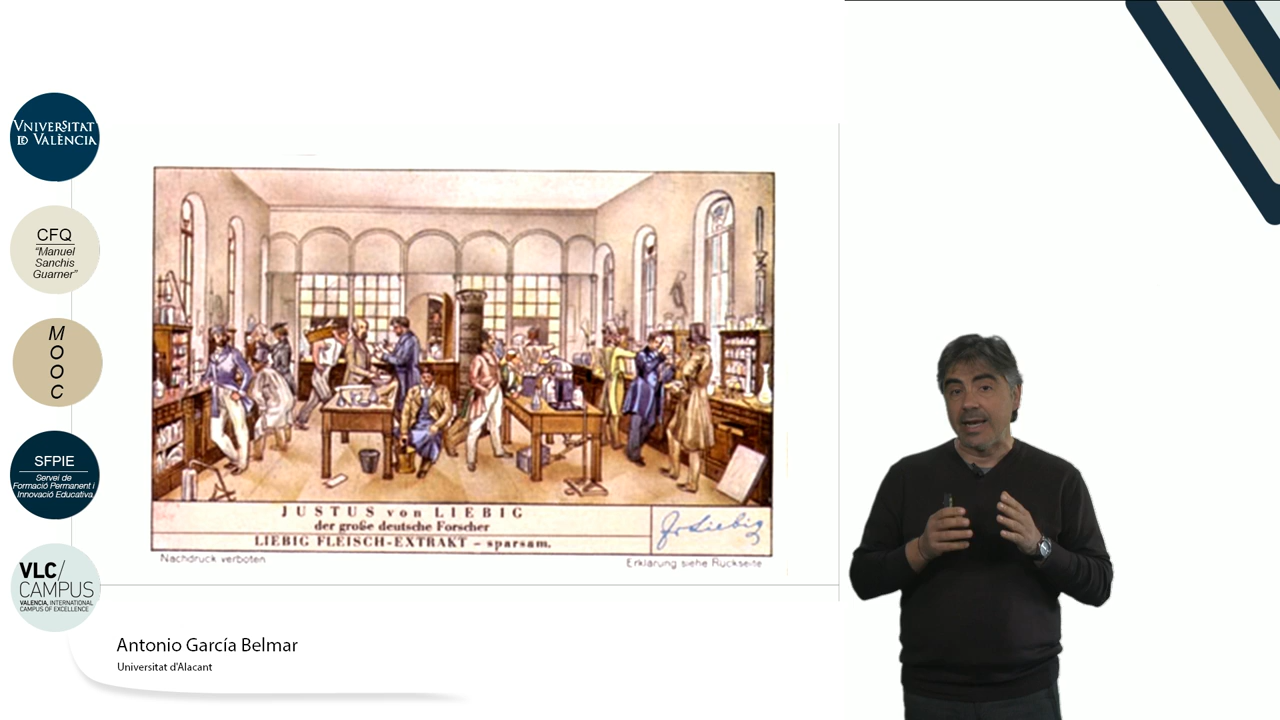 VNIVERSITAT
ID VALÈNCIA
CFQ
"Manuel
Sanchis
Guarner"
M
O
O
C
SFPIE
Servei de
Formació Permanent i
Innovació Educativa
VLC/
CAMPUS
VALENCIA, INTERNATIONAL
CAMPUS OF EXCELLENCE
JUSTUS von LIEBIG
der große deutsche Forscher
LIEBIG FLEISCH-EXTRAKT – sparsam.
Jr Liebig
Nachdruck verboten
Erklärung siehe Rückseite
Antonio García Belmar
Universitat d'Alacant